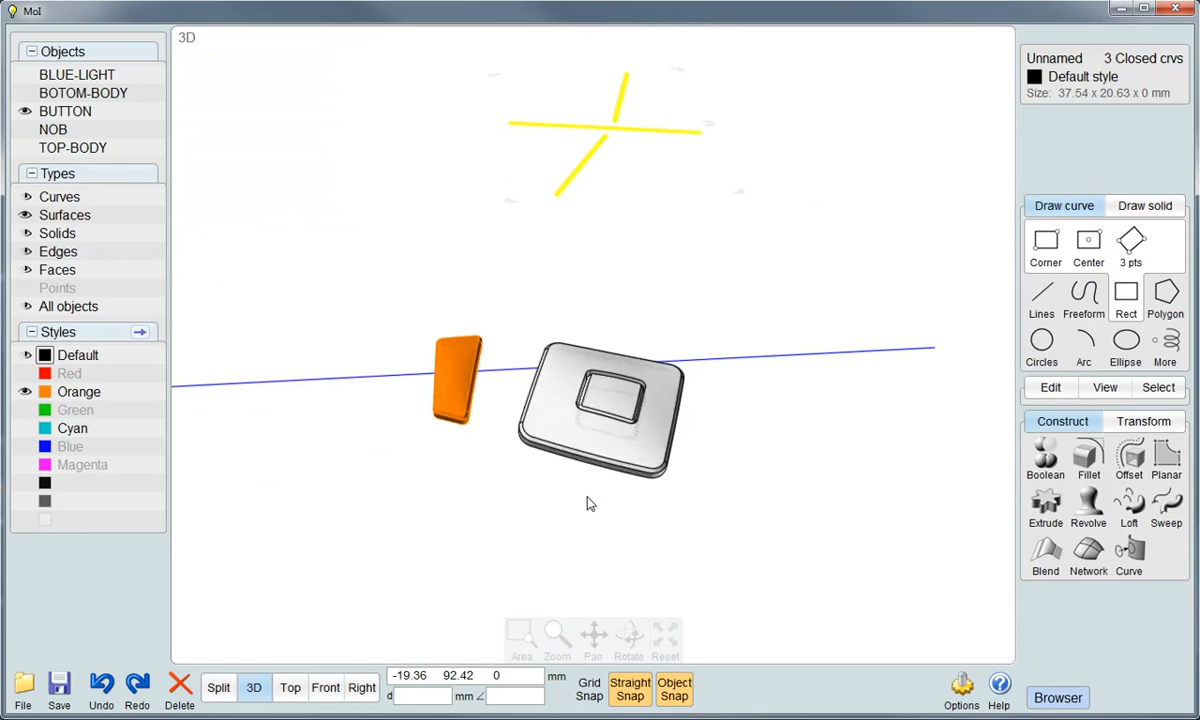 MoI
Objects
BLUE-LIGHT
BOTOM-BODY
BUTTON
NOB
TOP-BODY
Types
Curves
Surfaces
Solids
Edges
Faces
Points
All objects
Styles
Default
Red
Orange
Green
Cyan
Blue
Magenta
3D
Unnamed 3 Closed crvs
Default style
Size: 37.54 x 20.63 x 0 mm
Draw curve Draw solid
Corner Center 3 pts
Lines Freeform Rect Polygon
Circles Arc Ellipse More
Edit View Select
Construct Transform
Boolean Fillet Offset Planar
Extrude Revolve Loft Sweep
Blend Network Curve
Area Zoom Pan Rotate Reset
File Save Undo Redo Delete
Split 3D Top Front Right
-19.36 92.42 0 mm
d mm ∠
Grid Snap
Straight Snap
Object Snap
Options Help
Browser